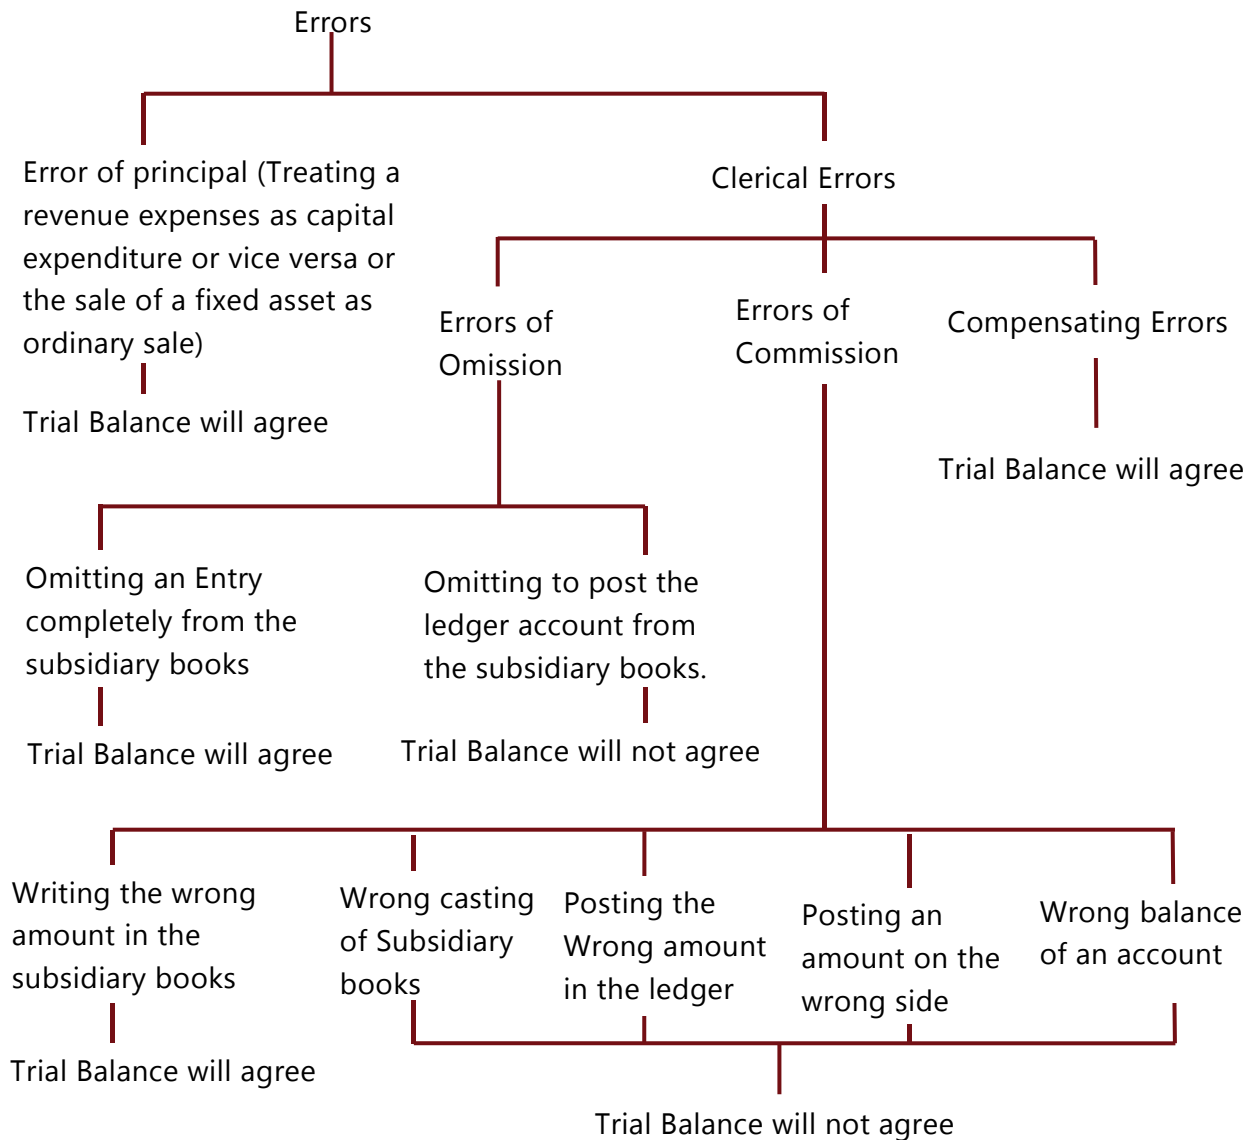 Errors
Error of principal (Treating a
revenue expenses as capital
expenditure or vice versa or
the sale of a fixed asset as
ordinary sale)
Trial Balance will agree
Clerical Errors
Errors of
Omission
Errors of
Commission
Compensating Errors
Trial Balance will agree
Omitting an Entry
completely from the
subsidiary books
Trial Balance will agree
Omitting to post the
ledger account from
the subsidiary books.
Trial Balance will not agree
Writing the wrong
amount in the
subsidiary books
Trial Balance will agree
Wrong casting
of Subsidiary
books
Posting the
Wrong amount
in the ledger
Posting an
amount on the
wrong side
Wrong balance
of an account
Trial Balance will not agree